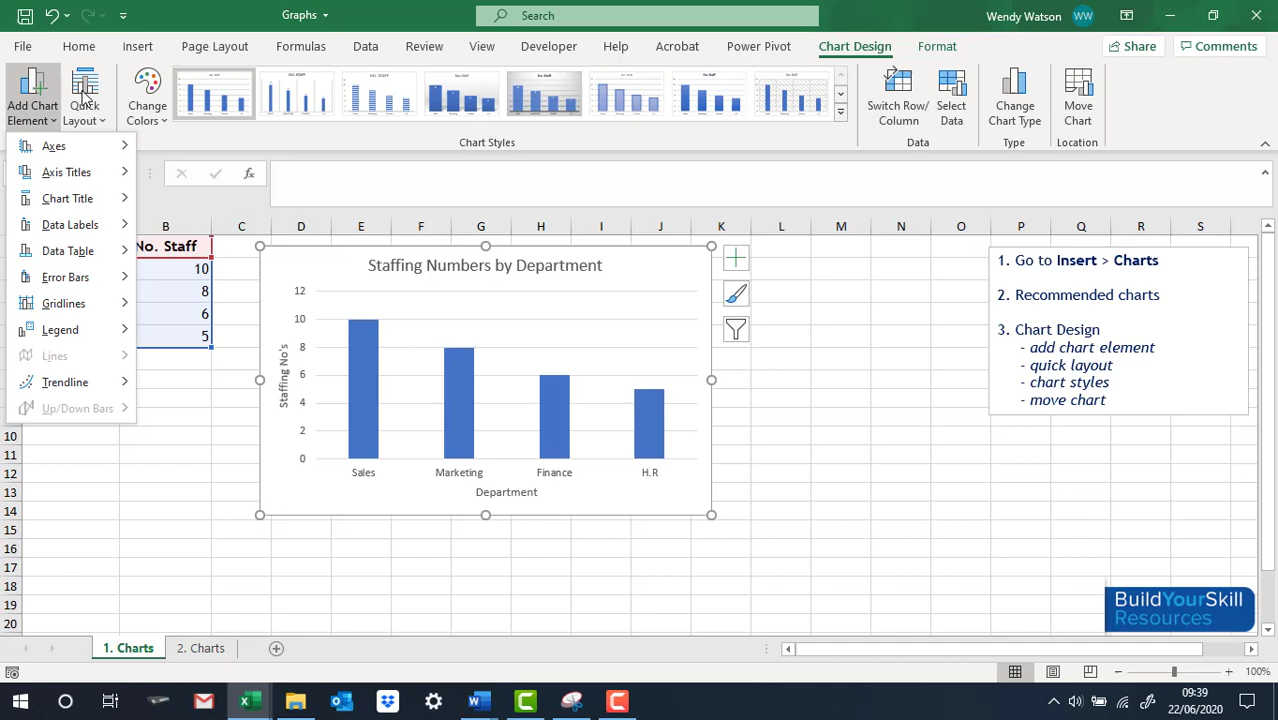 Graphs
Search
Wendy Watson
WW
File
Home
Insert
Page Layout
Formulas
Data
Review
View
Developer
Help
Acrobat
Power Pivot
Chart Design
Format
Share
Comments
Add Chart
Element
Quick
Layout
Change
Colors
Switch Row/
Column
Select
Data
Change
Chart Type
Move
Chart
Chart Styles
Data
Type
Location
Axes
Axis Titles
Chart Title
Data Labels
Data Table
Error Bars
Gridlines
Legend
Lines
Trendline
Up/Down Bars
fx
B C D E F G H I J K L M N O P Q R S
No. Staff
10
8
6
5
10
11
12
13
14
15
16
17
18
19
20
Staffing Numbers by Department
12
10
8
6
4
2
0
Staffing No's
Sales Marketing Finance H.R
Department
1. Go to Insert > Charts
2. Recommended charts
3. Chart Design
- add chart element
- quick layout
- chart styles
- move chart
BuildYourSkill
Resources
1. Charts
2. Charts
100%
09:39
22/06/2020